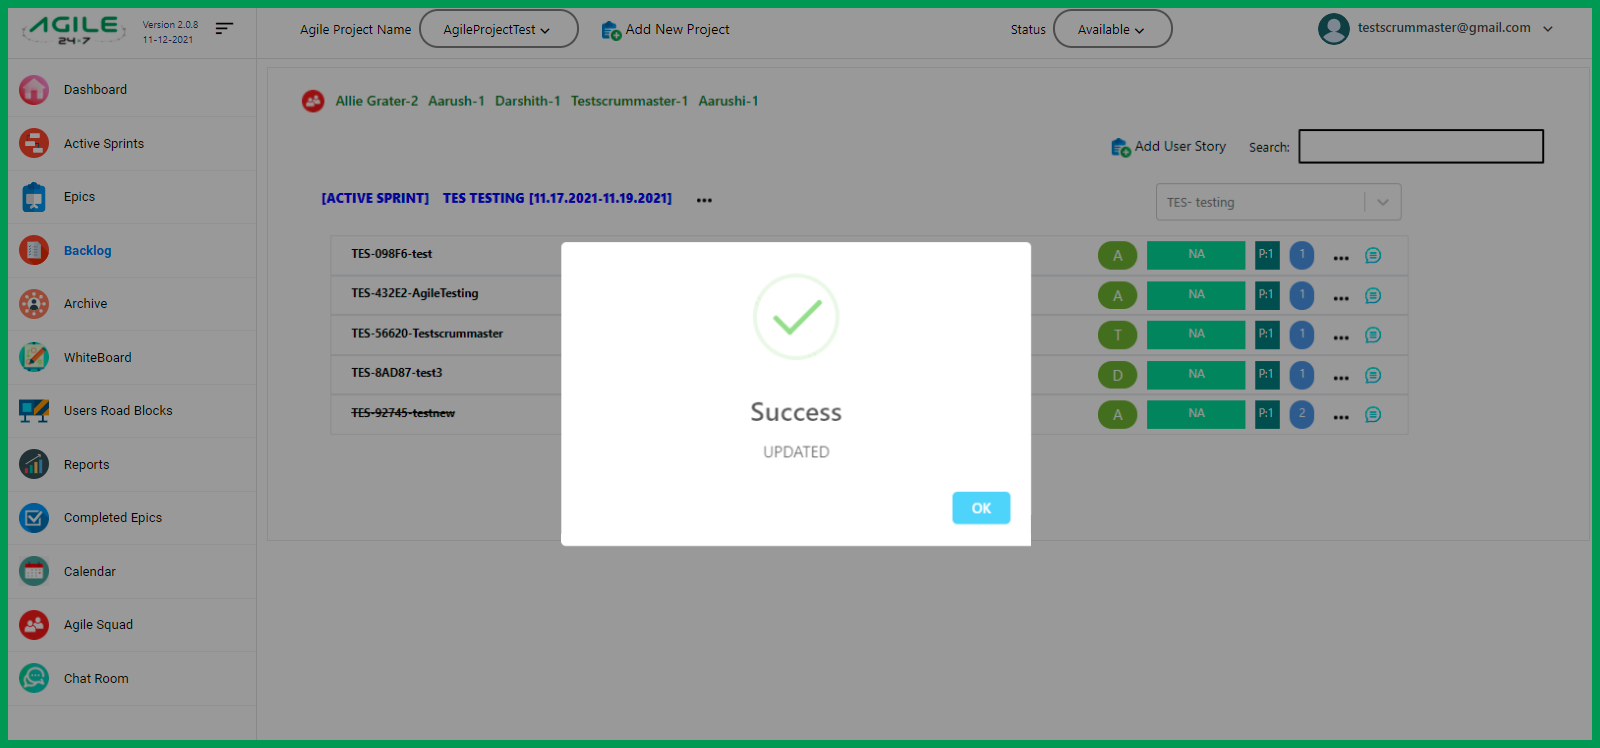 AGILE
24×7
Version 2.0.8
11-12-2021
Agile Project Name
AgileProjectTest
Add New Project
Status
Available
testscrummaster@gmail.com
Dashboard
Active Sprints
Epics
Backlog
Archive
WhiteBoard
Users Road Blocks
Reports
Completed Epics
Calendar
Agile Squad
Chat Room
Allie Grater-2 Aarush-1 Darshith-1 Testscrummaster-1 Aarushi-1
Add User Story
Search:
[ACTIVE SPRINT] TES TESTING [11.17.2021-11.19.2021]
TES- testing
TES-098F6-test A NA P:1 1
TES-432E2-AgileTesting A NA P:1 1
TES-56620-Testscrummaster T NA P:1 1
TES-8AD87-test3 D NA P:1 1
TES-92745-testnew A NA P:1 2
Success
UPDATED
OK